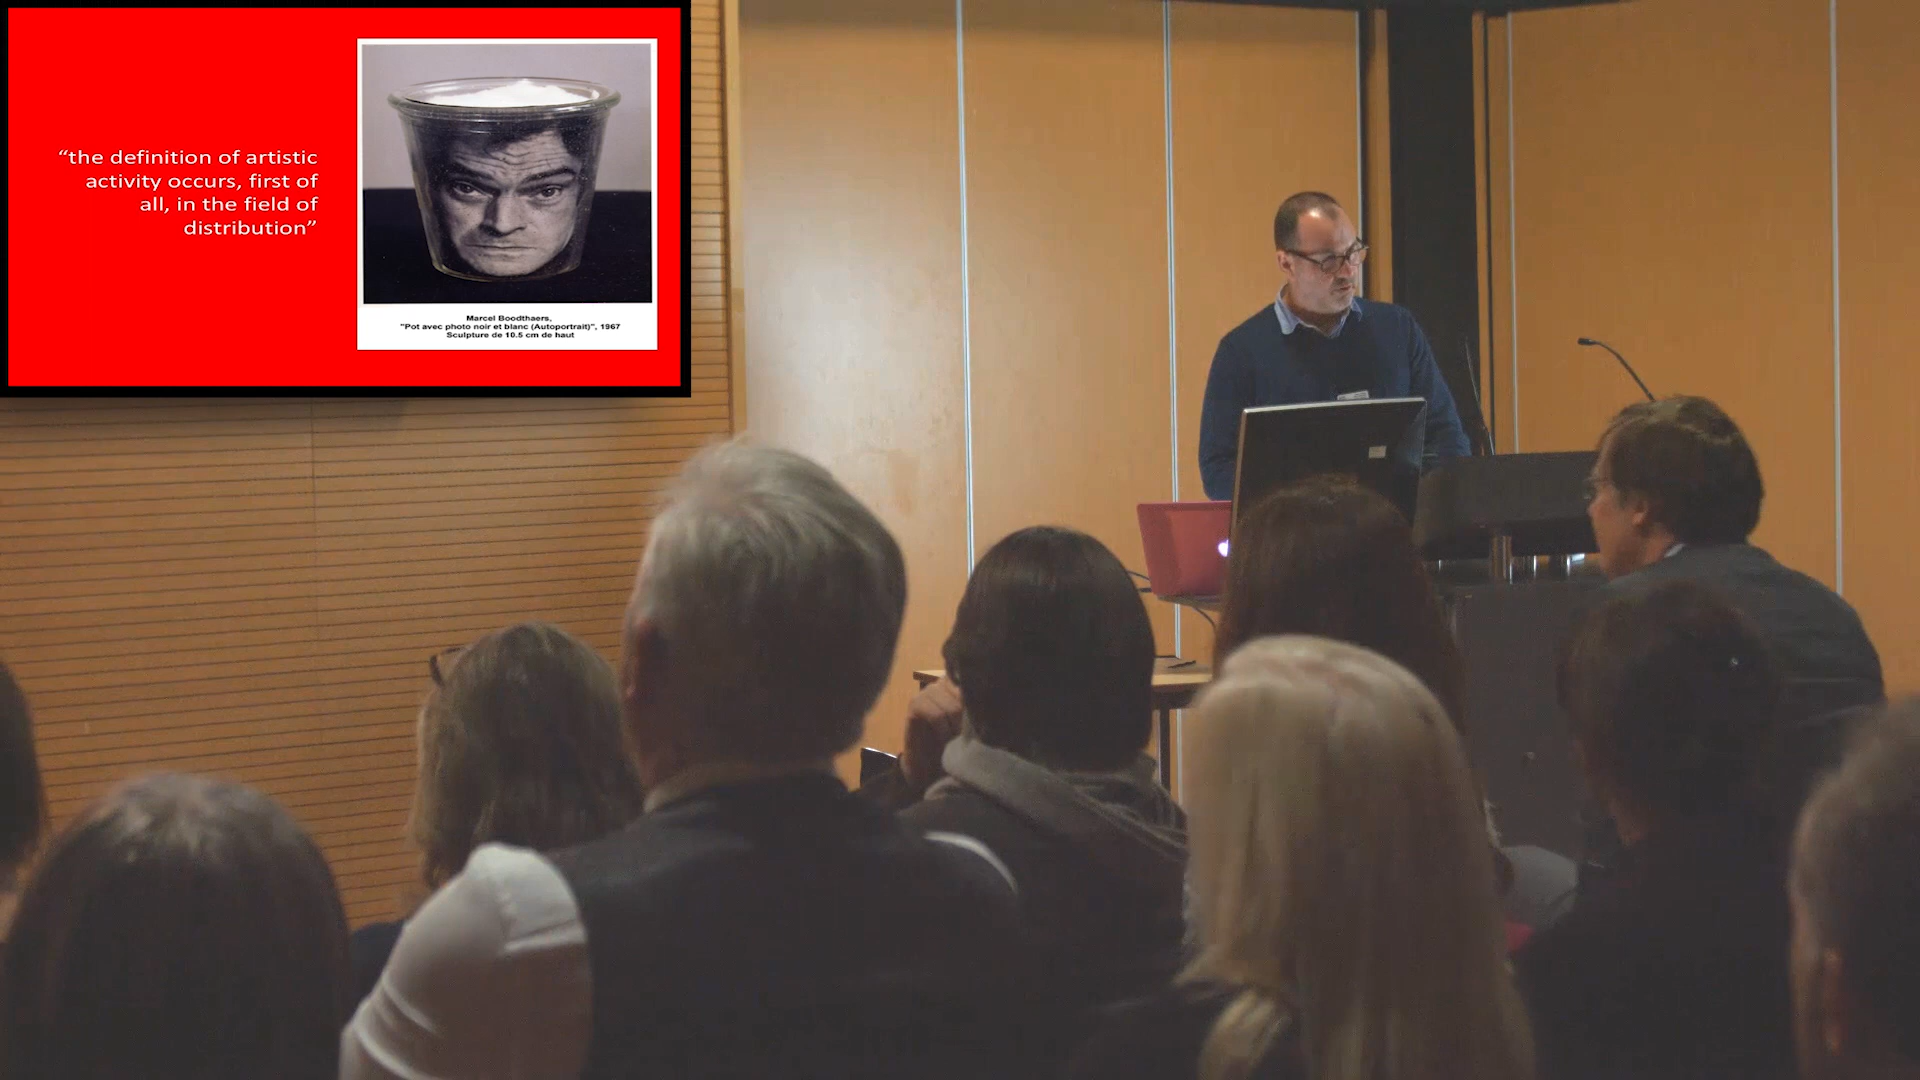 “the definition of artistic
activity occurs, first of
all, in the field of
distribution”
Marcel Boodthaers,
"Pot avec photo noir et blanc (Autoportrait)", 1967
Sculpture de 10.5 cm de haut